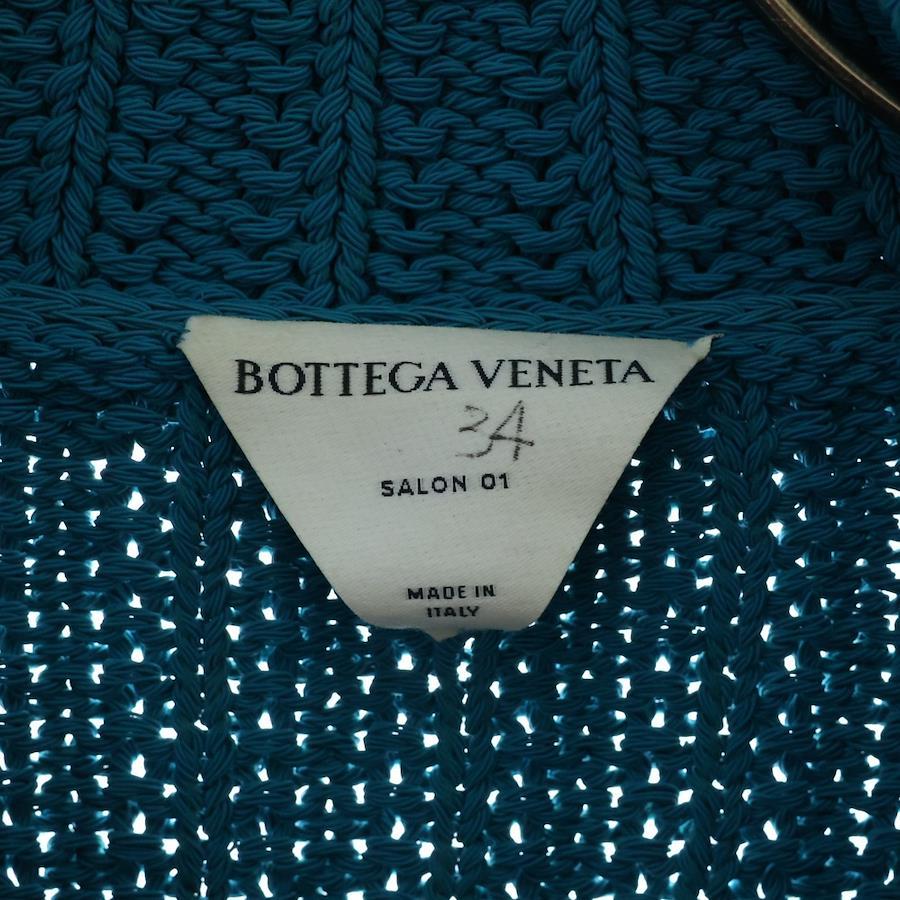 BOTTEGA VENETA
34
SALON 01
MADE IN
ITALY